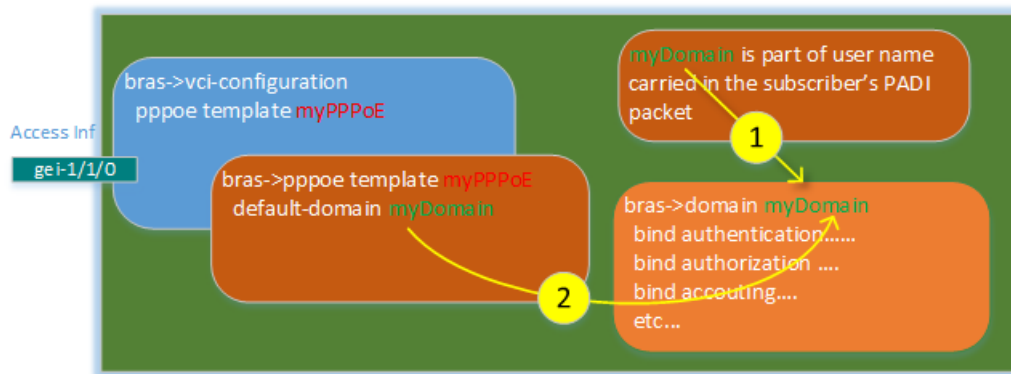 Access Inf
gei-1/1/0
bras->vci-configuration
pppoe template myPPPoE
bras->pppoe template myPPPoE
default-domain myDomain
myDomain is part of user name
carried in the subscriber's PADI
packet
1
2
bras->domain myDomain
bind authentication......
bind authorization ....
bind accouting....
etc...